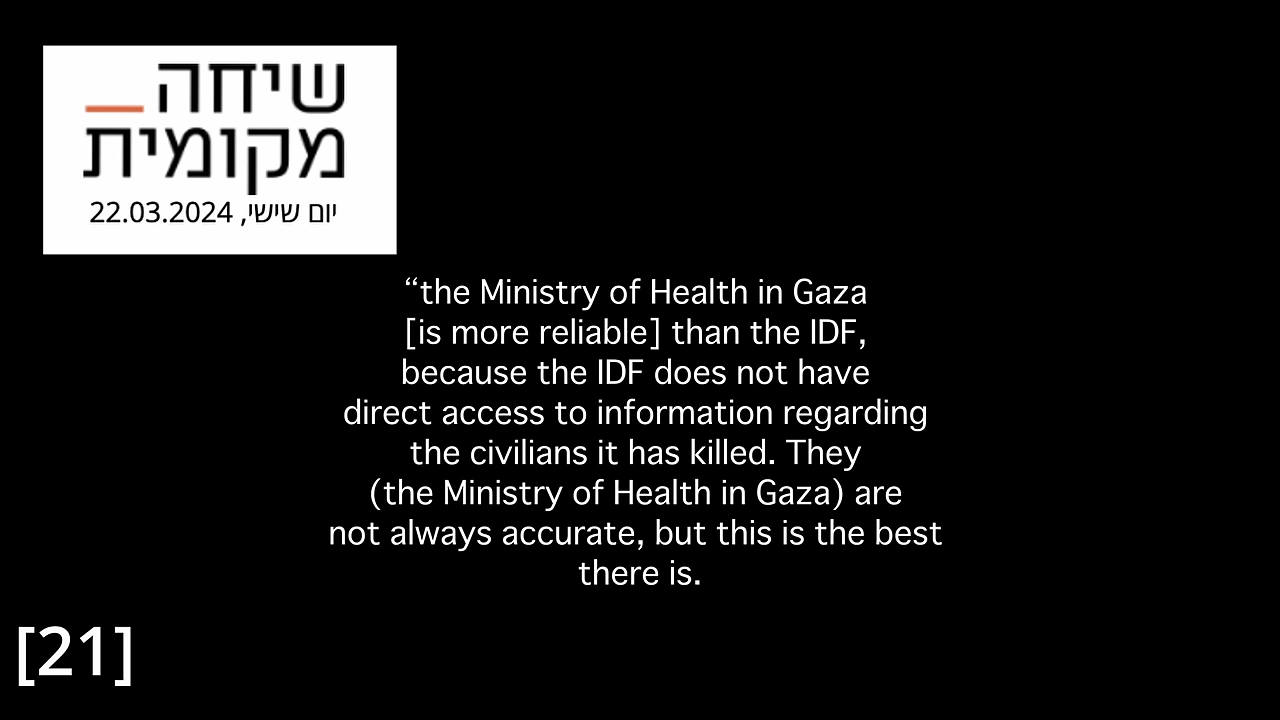 שיחה
מקומית
יום שישי, 22.03.2024
“the Ministry of Health in Gaza
[is more reliable] than the IDF,
because the IDF does not have
direct access to information regarding
the civilians it has killed. They
(the Ministry of Health in Gaza) are
not always accurate, but this is the best
there is.
[21]